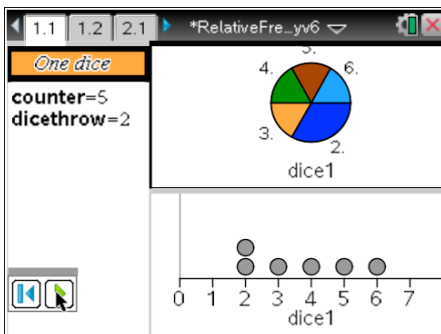 1.1 1.2 2.1 *RelativeFre...yv6
One dice
counter=5
dicethrow=2
5.
4. 6.
3. 2.
dice1
0 1 2 3 4 5 6 7
dice1